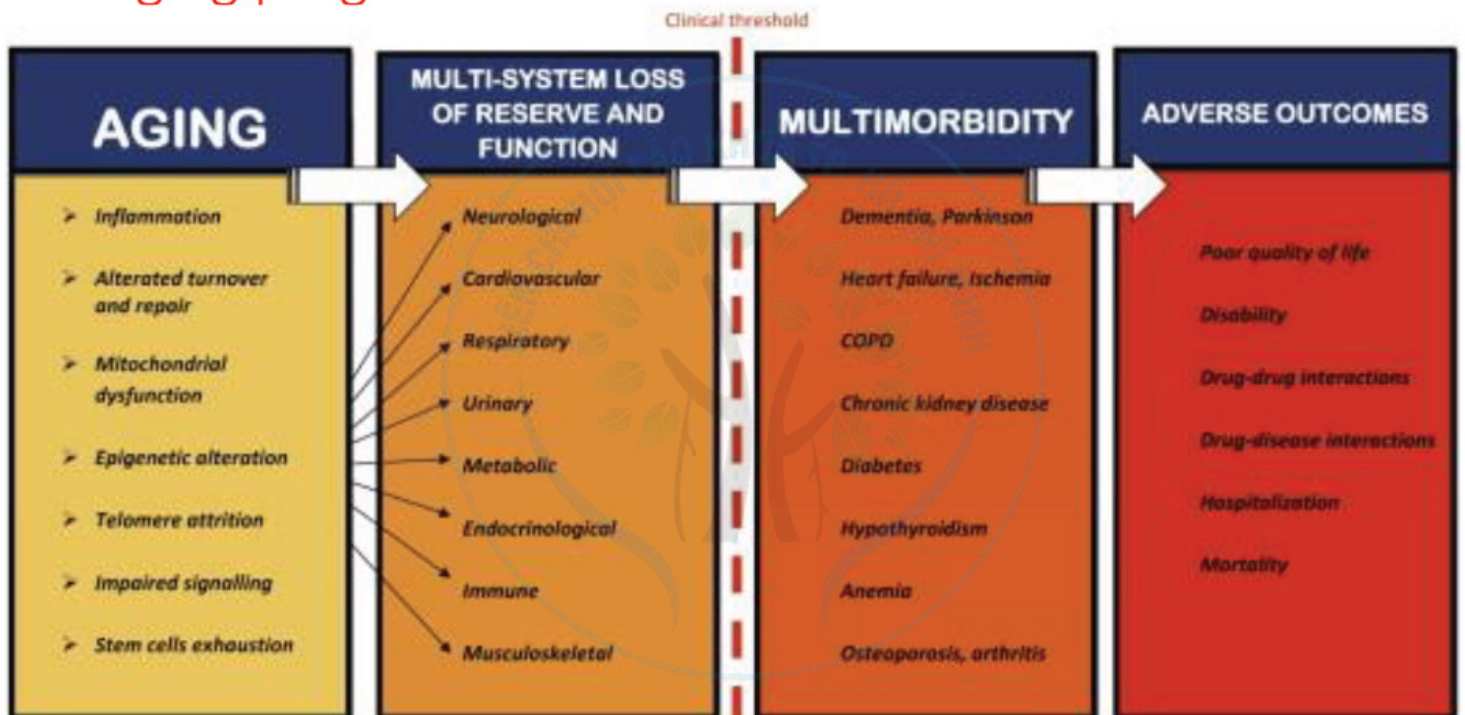 Clinical threshold
AGING
Inflammation
Alterated turnover
and repair
Mitochondrial
dysfunction
Epigenetic alteration
Telomere attrition
Impaired signalling
Stem cells exhaustion
MULTI-SYSTEM LOSS
OF RESERVE AND
FUNCTION
Neurological
Cardiovascular
Respiratory
Urinary
Metabolic
Endocrinological
Immune
Musculoskeletal
MULTIMORBIDITY
Dementia, Parkinson
Heart failure, Ischemia
COPD
Chronic kidney disease
Diabetes
Hypothyroidism
Anemia
Osteoporosis, arthritis
ADVERSE OUTCOMES
Poor quality of life
Disability
Drug-drug interactions
Drug-disease interactions
Hospitalization
Mortality